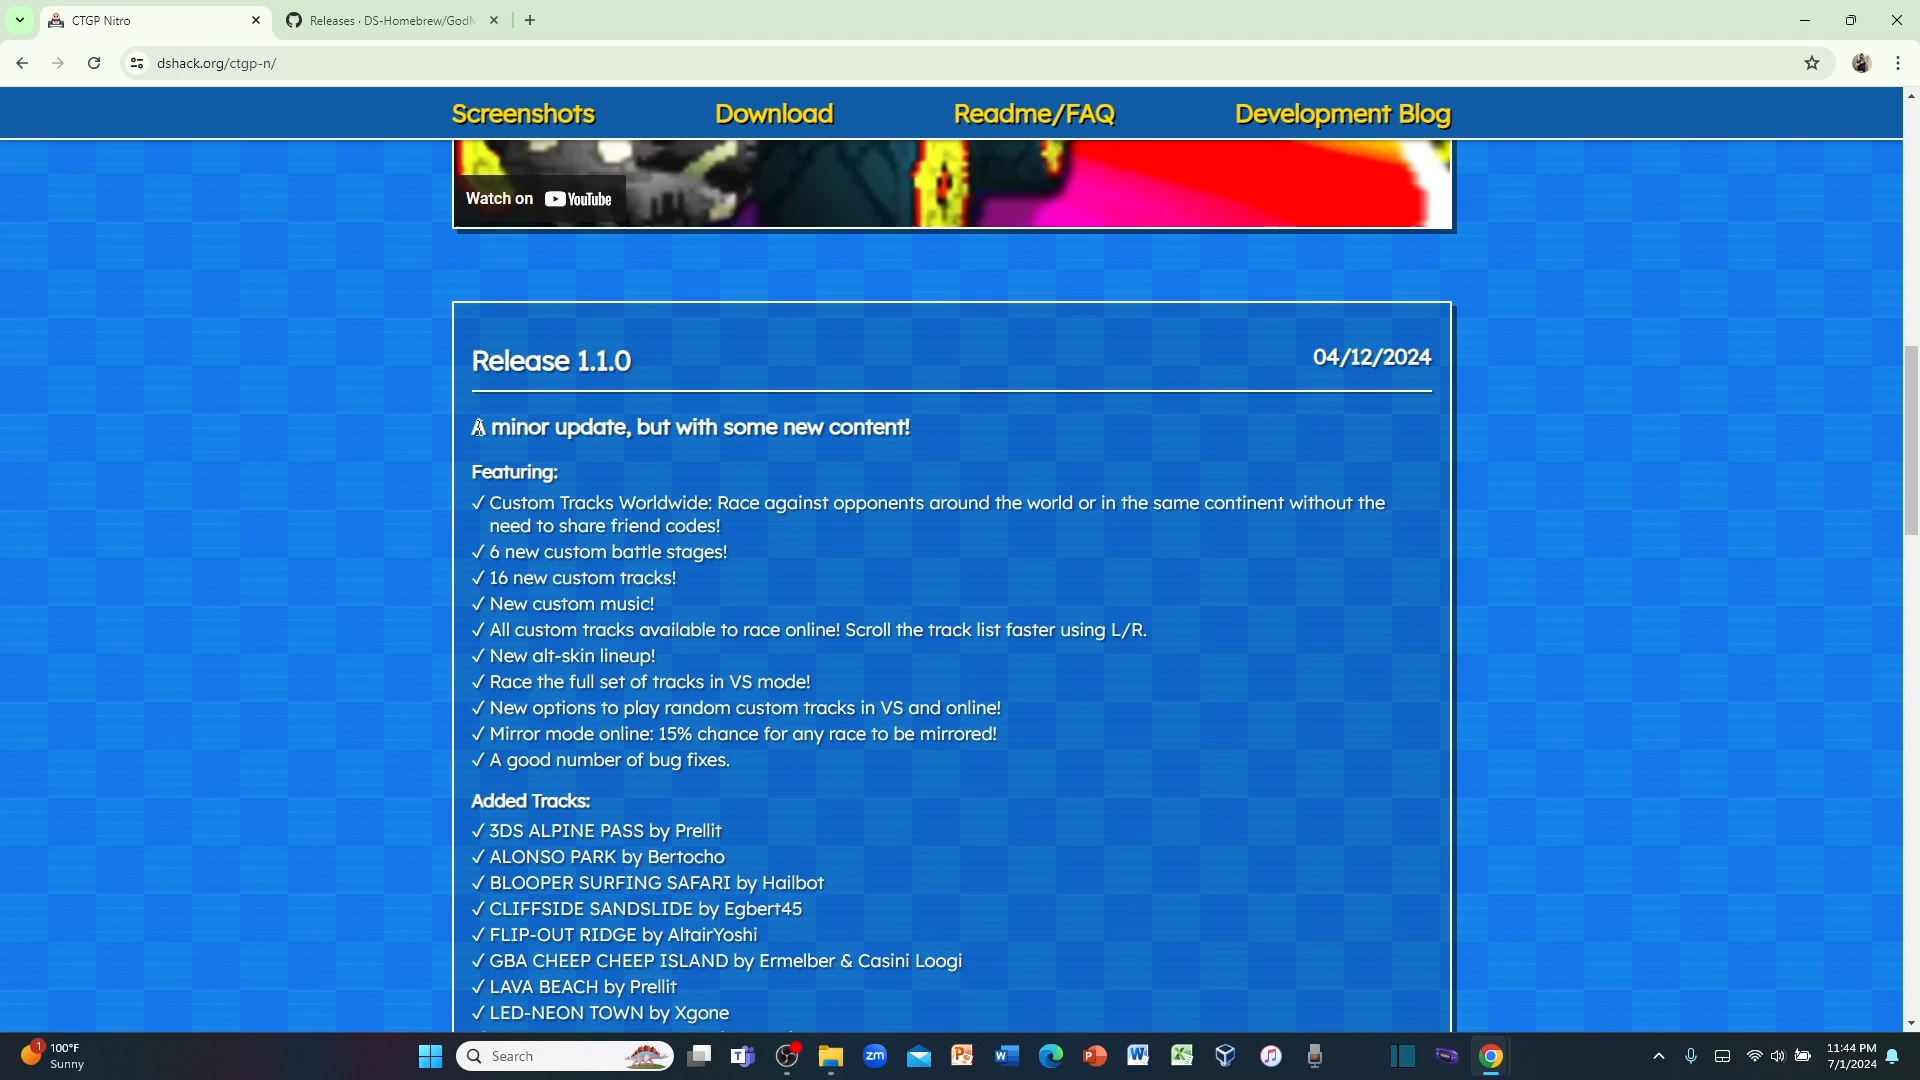 CTGP Nitro
Releases · DS-Homebrew/GodM
dshack.org/ctgp-n/
Screenshots
Download
Readme/FAQ
Development Blog
Watch on YouTube
Release 1.1.0
04/12/2024
A minor update, but with some new content!
Featuring:
✓ Custom Tracks Worldwide: Race against opponents around the world or in the same continent without the
need to share friend codes!
✓ 6 new custom battle stages!
✓ 16 new custom tracks!
✓ New custom music!
✓ All custom tracks available to race online! Scroll the track list faster using L/R.
✓ New alt-skin lineup!
✓ Race the full set of tracks in VS mode!
✓ New options to play random custom tracks in VS and online!
✓ Mirror mode online: 15% chance for any race to be mirrored!
✓ A good number of bug fixes.
Added Tracks:
✓ 3DS ALPINE PASS by Prellit
✓ ALONSO PARK by Bertocho
✓ BLOOPER SURFING SAFARI by Hailbot
✓ CLIFFSIDE SANDSLIDE by Egbert45
✓ FLIP-OUT RIDGE by AltairYoshi
✓ GBA CHEEP CHEEP ISLAND by Ermelber & Casini Loogi
✓ LAVA BEACH by Prellit
✓ LED-NEON TOWN by Xgone
1
100°F
Sunny
Search
zm
11:44 PM
7/1/2024